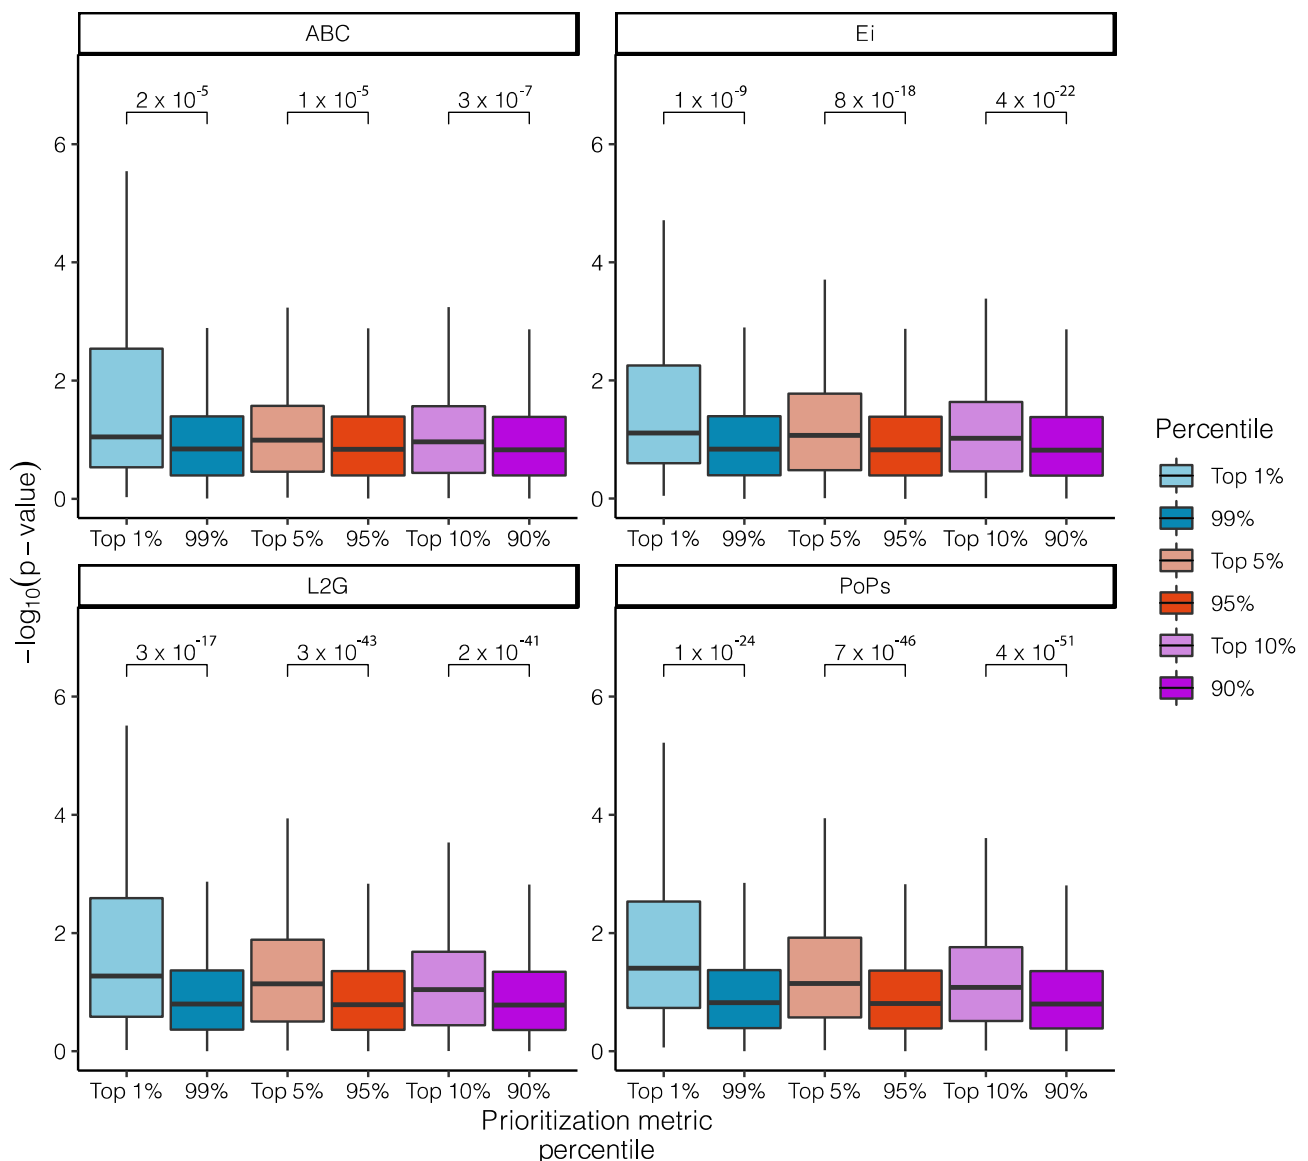 ABC
Ei
2 x 10⁻⁵ 1 x 10⁻⁵ 3 x 10⁻⁷
1 x 10⁻⁹ 8 x 10⁻¹⁸ 4 x 10⁻²²
6
4
2
0
6
4
2
0
Top 1% 99% Top 5% 95% Top 10% 90%
Top 1% 99% Top 5% 95% Top 10% 90%
L2G
PoPs
3 x 10⁻¹⁷ 3 x 10⁻⁴³ 2 x 10⁻⁴¹
1 x 10⁻²⁴ 7 x 10⁻⁴⁶ 4 x 10⁻⁵¹
6
4
2
0
6
4
2
0
Top 1% 99% Top 5% 95% Top 10% 90%
Top 1% 99% Top 5% 95% Top 10% 90%
−log₁₀(p−value)
Prioritization metric
percentile
Percentile
Top 1%
99%
Top 5%
95%
Top 10%
90%